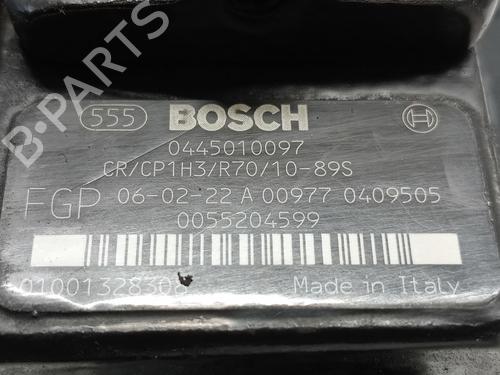 555 BOSCH
0445010097
CR/CP1H3/R70/10-89S
FGP 06-02-22 A 00977 0409505
0055204599
01001328308 Made in Italy
B-PARTS